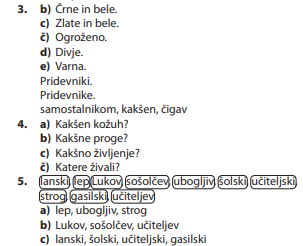 3. b) Črne in bele.
c) Zlate in bele.
č) Ogroženo.
d) Divje.
e) Varna.
Pridevniki.
Pridevnike.
samostalnikom, kakšen, čigav
4. a) Kakšen kožuh?
b) Kakšne proge?
c) Kakšno življenje?
č) Katere živali?
5. lanski, lep, Lukov, sošolčev, ubogljiv, šolski, učiteljski,
strog, gasilski, učiteljev
a) lep, ubogljiv, strog
b) Lukov, sošolčev, učiteljev
c) lanski, šolski, učiteljski, gasilski